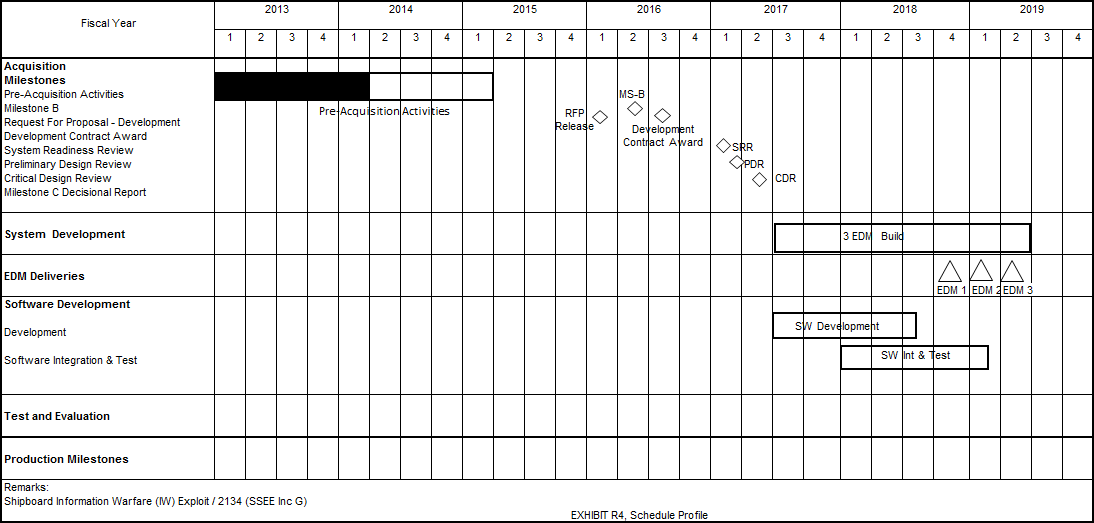 Fiscal Year
2013 2014 2015 2016 2017 2018 2019
1 2 3 4 1 2 3 4 1 2 3 4 1 2 3 4 1 2 3 4 1 2 3 4 1 2 3 4
Acquisition
Milestones
Pre-Acquisition Activities
Milestone B
Request For Proposal - Development
Development Contract Award
System Readiness Review
Preliminary Design Review
Critical Design Review
Milestone C Decisional Report
Pre-Acquisition Activities
RFP
Release
MS-B
Development
Contract Award
SRR
PDR
CDR
System Development
3 EDM Build
EDM Deliveries
EDM 1 EDM 2 EDM 3
Software Development
Development
SW Development
Software Integration & Test
SW Int & Test
Test and Evaluation
Production Milestones
Remarks:
Shipboard Information Warfare (IW) Exploit / 2134 (SSEE Inc G)
EXHIBIT R4, Schedule Profile